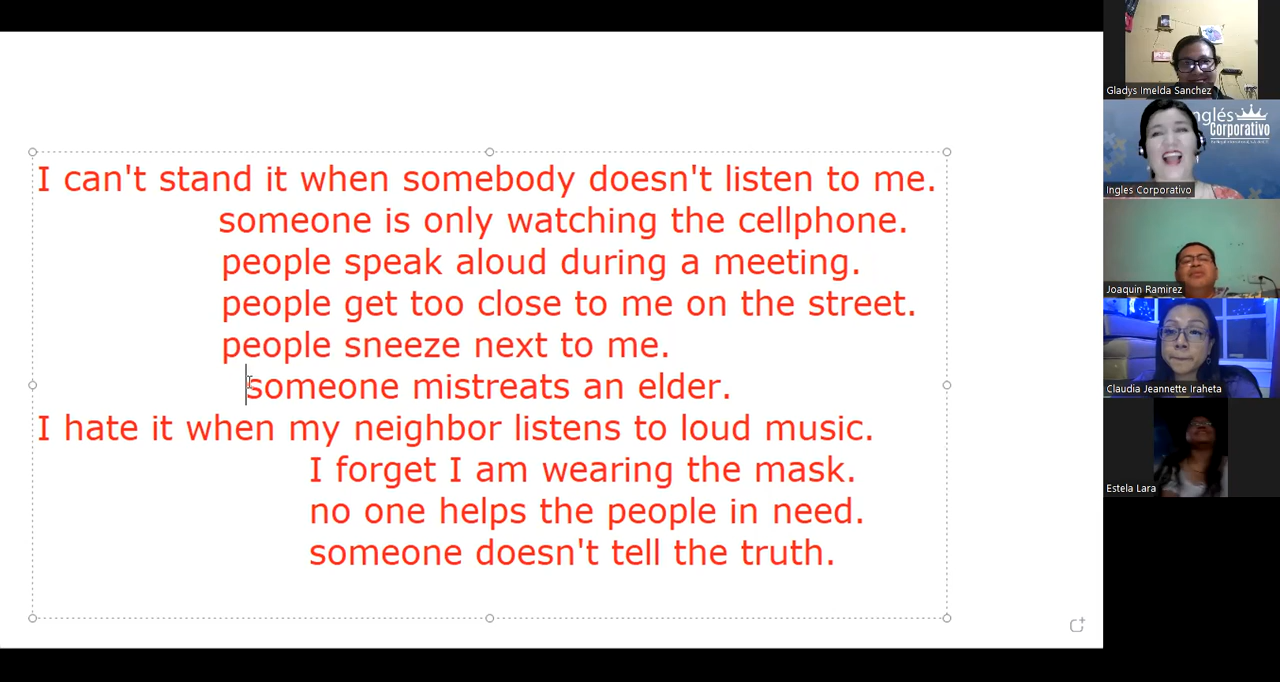 I can't stand it when somebody doesn't listen to me.
someone is only watching the cellphone.
people speak aloud during a meeting.
people get too close to me on the street.
people sneeze next to me.
someone mistreats an elder.
I hate it when my neighbor listens to loud music.
I forget I am wearing the mask.
no one helps the people in need.
someone doesn't tell the truth.
Gladys Imelda Sanchez
nglés
Corporativo
Ingles Corporativo
Joaquin Ramirez
Claudia Jeannette Iraheta
Estela Lara